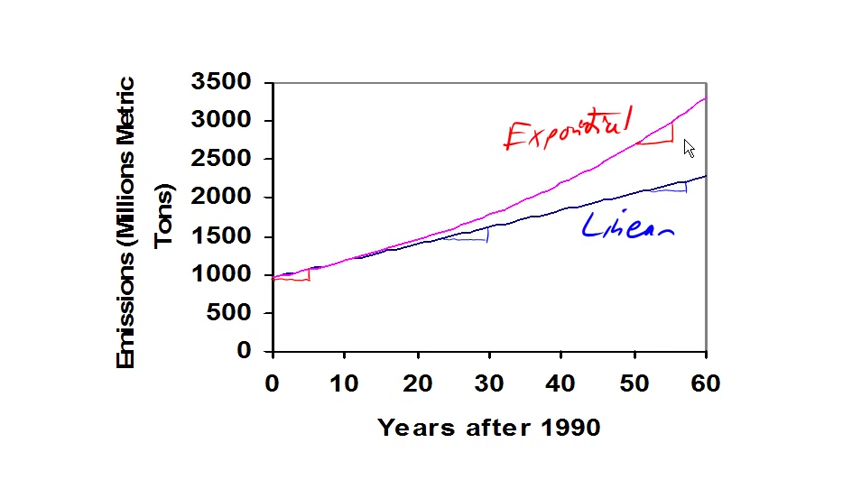 Emissions (Millions Metric
Tons)
3500
3000
2500
2000
1500
1000
500
0
0 10 20 30 40 50 60
Years after 1990
Exponential
Linear